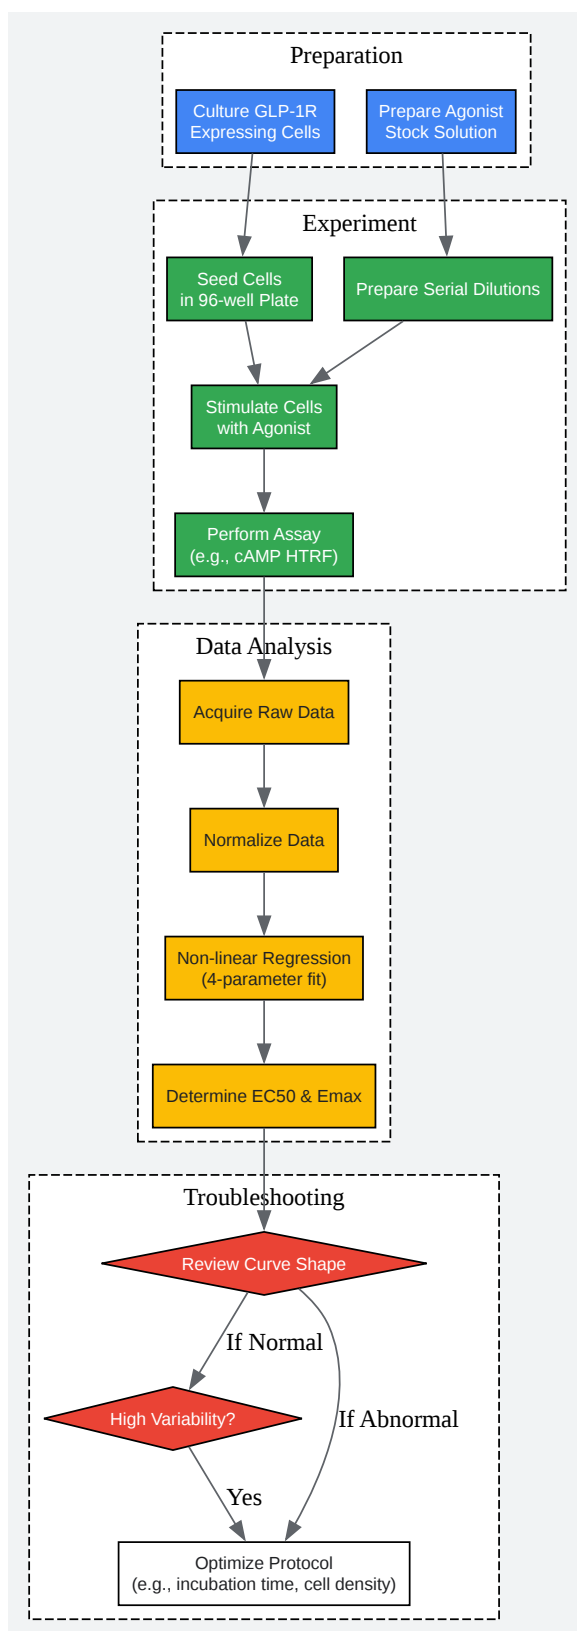 Preparation
Culture GLP-1R
Expressing Cells
Prepare Agonist
Stock Solution
Experiment
Seed Cells
in 96-well Plate
Prepare Serial Dilutions
Stimulate Cells
with Agonist
Perform Assay
(e.g., cAMP HTRF)
Data Analysis
Acquire Raw Data
Normalize Data
Non-linear Regression
(4-parameter fit)
Determine EC50 & Emax
Troubleshooting
Review Curve Shape
If Normal
High Variability?
If Abnormal
Yes
Optimize Protocol
(e.g., incubation time, cell density)